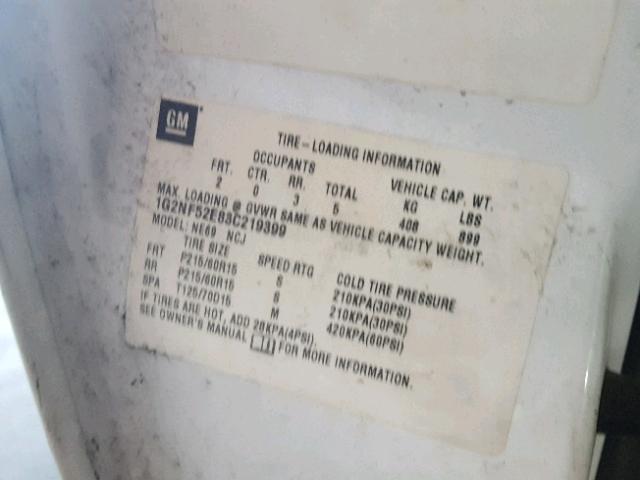 GM
TIRE-LOADING INFORMATION
OCCUPANTS VEHICLE CAP. WT.
FRT. CTR. RR. TOTAL KG LBS
2 0 3 5 408 899
MAX. LOADING @ GVWR SAME AS VEHICLE CAPACITY WEIGHT.
1G2NF52E83C219399
MODEL: NE69 NCJ
TIRE SIZE SPEED RTG COLD TIRE PRESSURE
FRT P215/60R15 S 210KPA(30PSI)
RR P215/60R15 S 210KPA(30PSI)
SPA T125/70D15 M 420KPA(60PSI)
IF TIRES ARE HOT, ADD 28KPA(4PSI).
SEE OWNER'S MANUAL FOR MORE INFORMATION.